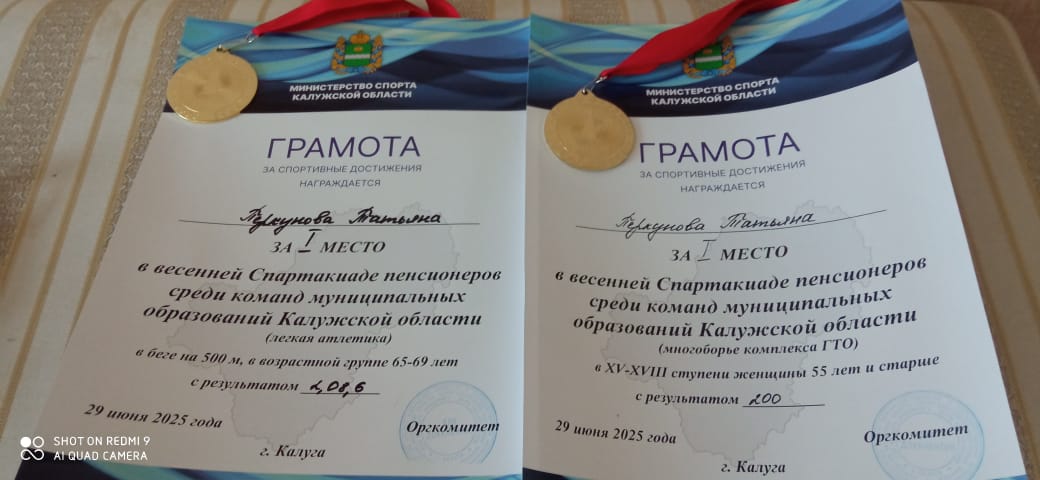 МИНИСТЕРСТВО СПОРТА
КАЛУЖСКОЙ ОБЛАСТИ
ГРАМОТА
ЗА СПОРТИВНЫЕ ДОСТИЖЕНИЯ
НАГРАЖДАЕТСЯ
Перкунова Татьяна
ЗА I МЕСТО
в весенней Спартакиаде пенсионеров
среди команд муниципальных
образований Калужской области
(легкая атлетика)
в беге на 500 м, в возрастной группе 65-69 лет
с результатом 2,08,6
29 июня 2025 года
Оргкомитет
г. Калуга
SHOT ON REDMI 9
AI QUAD CAMERA
МИНИСТЕРСТВО СПОРТА
КАЛУЖСКОЙ ОБЛАСТИ
ГРАМОТА
ЗА СПОРТИВНЫЕ ДОСТИЖЕНИЯ
НАГРАЖДАЕТСЯ
Перкунова Татьяна
ЗА I МЕСТО
в весенней Спартакиаде пенсионеров
среди команд муниципальных
образований Калужской области
(многоборье комплекса ГТО)
в XV-XVIII ступени женщины 55 лет и старше
с результатом 200
29 июня 2025 года
Оргкомитет
г. Калуга